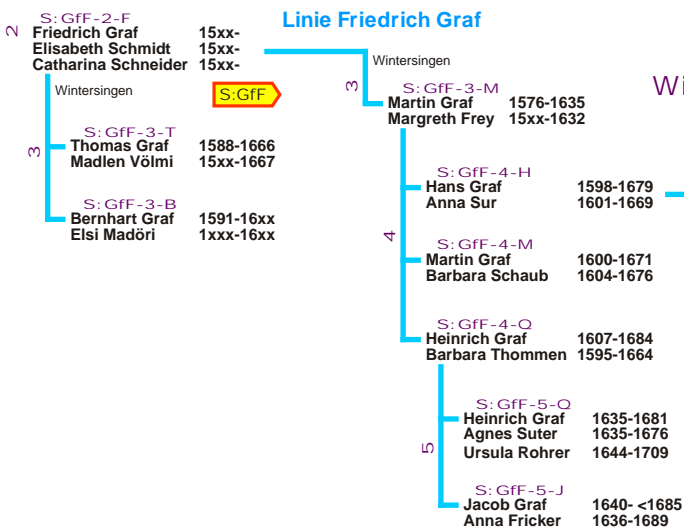 Linie Friedrich Graf
2
S:GfF-2-F
Friedrich Graf 15xx-
Elisabeth Schmidt 15xx-
Catharina Schneider 15xx-
Wintersingen
S:GfF
3
S:GfF-3-T
Thomas Graf 1588-1666
Madlen Völmi 15xx-1667
S:GfF-3-B
Bernhart Graf 1591-16xx
Elsi Madöri 1xxx-16xx
Wintersingen
3
S:GfF-3-M
Martin Graf 1576-1635
Margreth Frey 15xx-1632
4
S:GfF-4-H
Hans Graf 1598-1679
Anna Sur 1601-1669
S:GfF-4-M
Martin Graf 1600-1671
Barbara Schaub 1604-1676
S:GfF-4-Q
Heinrich Graf 1607-1684
Barbara Thommen 1595-1664
5
S:GfF-5-Q
Heinrich Graf 1635-1681
Agnes Suter 1635-1676
Ursula Rohrer 1644-1709
S:GfF-5-J
Jacob Graf 1640- <1685
Anna Fricker 1636-1689